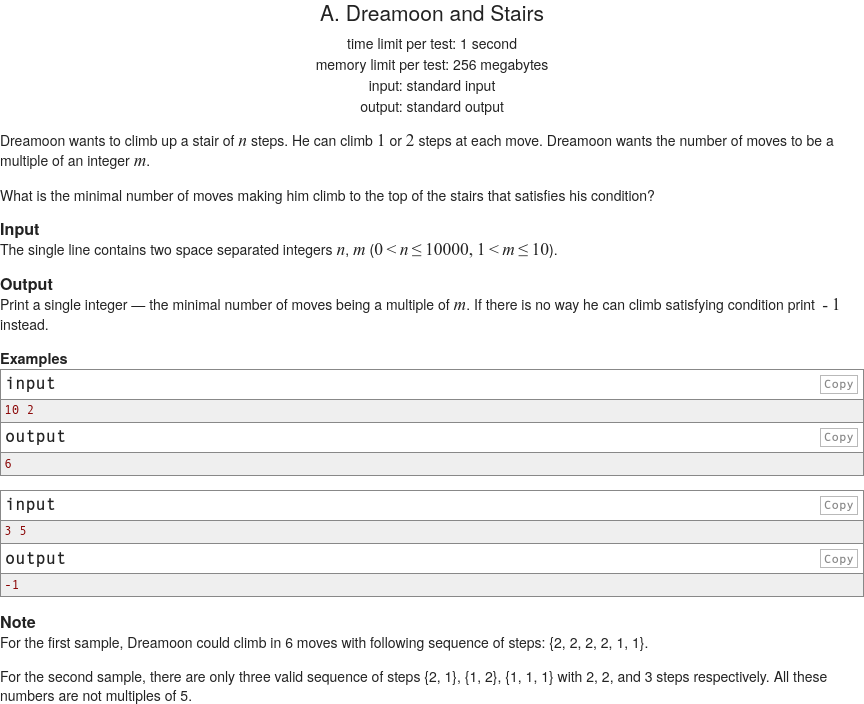 A. Dreamoon and Stairs
time limit per test: 1 second
memory limit per test: 256 megabytes
input: standard input
output: standard output
Dreamoon wants to climb up a stair of n steps. He can climb 1 or 2 steps at each move. Dreamoon wants the number of moves to be a
multiple of an integer m.
What is the minimal number of moves making him climb to the top of the stairs that satisfies his condition?
Input
The single line contains two space separated integers n, m (0 < n ≤ 10000, 1 < m ≤ 10).
Output
Print a single integer — the minimal number of moves being a multiple of m. If there is no way he can climb satisfying condition print  - 1
instead.
Examples
input Copy
10 2
output Copy
6
input Copy
3 5
output Copy
-1
Note
For the first sample, Dreamoon could climb in 6 moves with following sequence of steps: {2, 2, 2, 2, 1, 1}.
For the second sample, there are only three valid sequence of steps {2, 1}, {1, 2}, {1, 1, 1} with 2, 2, and 3 steps respectively. All these
numbers are not multiples of 5.